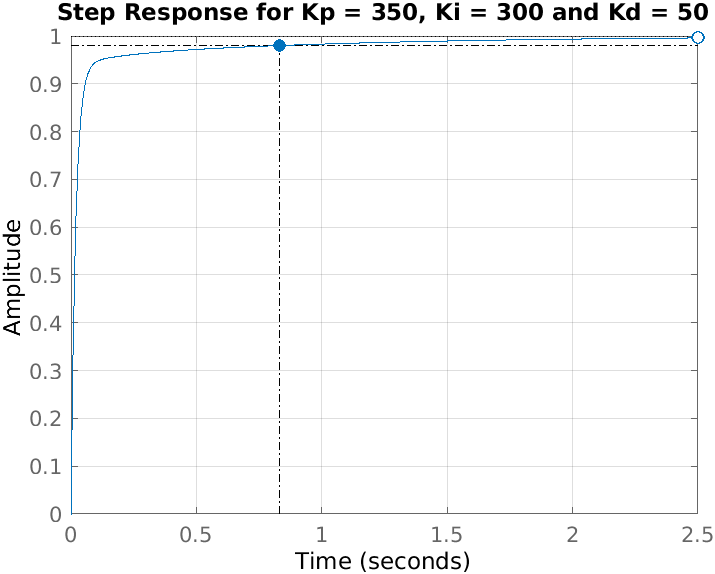 Step Response for Kp = 350, Ki = 300 and Kd = 50
1
0.9
0.8
0.7
0.6
0.5
0.4
0.3
0.2
0.1
0
Amplitude
0 0.5 1 1.5 2 2.5
Time (seconds)